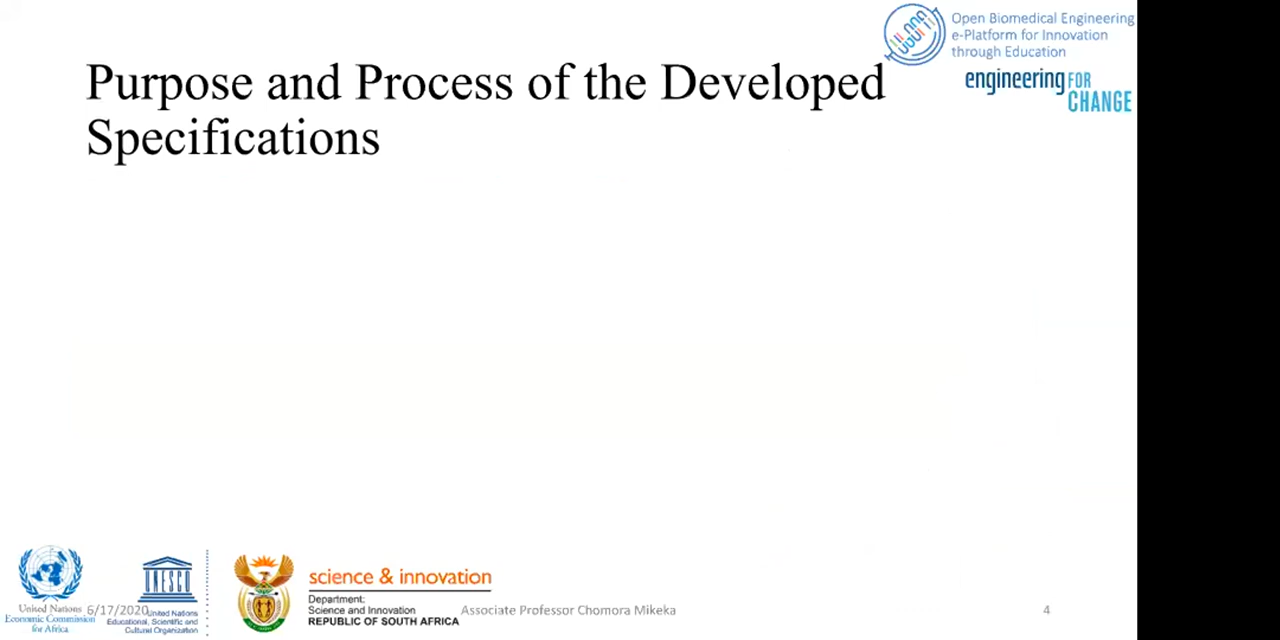 Open Biomedical Engineering
e-Platform for Innovation
through Education
engineering FOR
CHANGE
Purpose and Process of the Developed
Specifications
UNESCO
science & innovation
Department:
Science and Innovation
REPUBLIC OF SOUTH AFRICA
United Nations
Economic Commission
for Africa
6/17/2020
United Nations
Educational, Scientific and
Cultural Organization
Associate Professor Chomora Mikeka
4